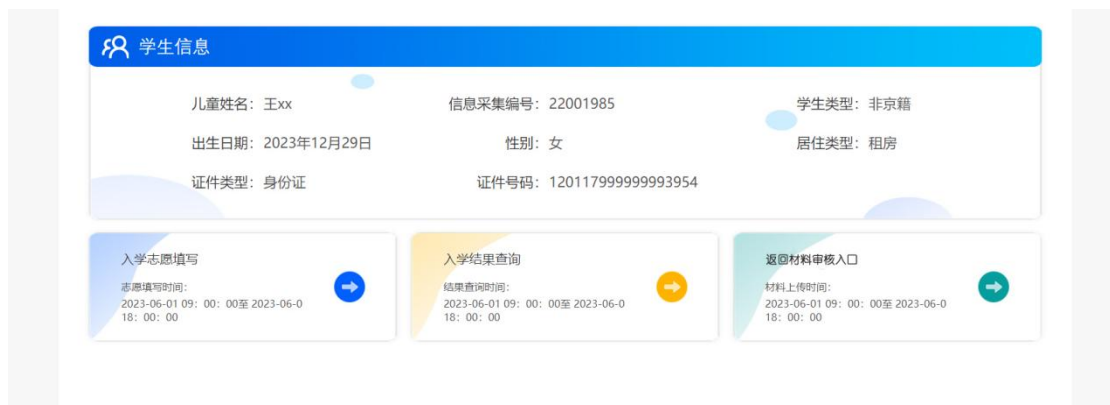 学生信息
儿童姓名：王xx 信息采集编号：22001985 学生类型：非京籍
出生日期：2023年12月29日 性别：女 居住类型：租房
证件类型：身份证 证件号码：120117999999993954
入学志愿填写
志愿填写时间：
2023-06-01 09：00：00至 2023-06-0
18：00：00
入学结果查询
结果查询时间：
2023-06-01 09：00：00至 2023-06-0
18：00：00
返回材料审核入口
材料上传时间：
2023-06-01 09：00：00至 2023-06-0
18：00：00